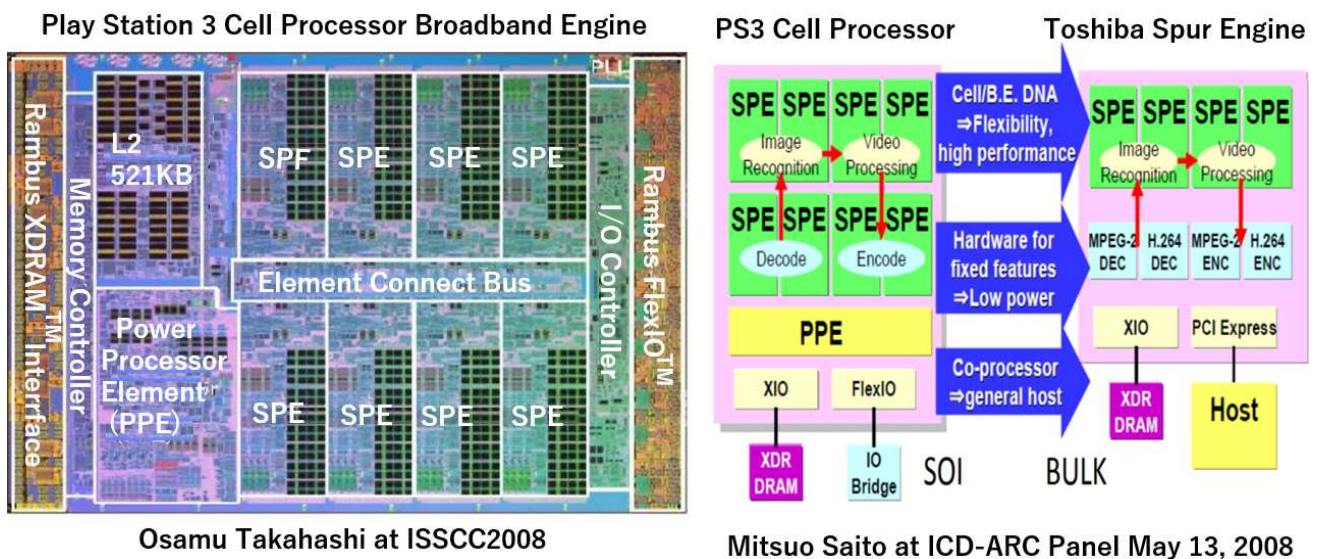 Play Station 3 Cell Processor Broadband Engine
Rambus XDRAM™ Interrface
Memory Controller
L2
521KB
Power
Processor
Element
(PPE)
SPF
SPE
SPE
SPE
Element Connect Bus
SPE
SPE
SPE
SPE
PLL
I/O Controller
Rambus FlexIO™
Osamu Takahashi at ISSCC2008
PS3 Cell Processor
SPE SPE SPE SPE
Image
Recognition
Video
Processing
SPE SPE SPE SPE
Decode
Encode
PPE
XIO
FlexIO
XDR
DRAM
IO
Bridge
SOI
Cell/B.E. DNA
⇒Flexibility,
high performance
Hardware for
fixed features
⇒Low power
Co-processor
⇒general host
Toshiba Spur Engine
SPE SPE SPE SPE
Image
Recognition
Video
Processing
MPEG-2
DEC
H.264
DEC
MPEG-2
ENC
H.264
ENC
XIO
PCI Express
XDR
DRAM
Host
BULK
Mitsuo Saito at ICD-ARC Panel May 13, 2008